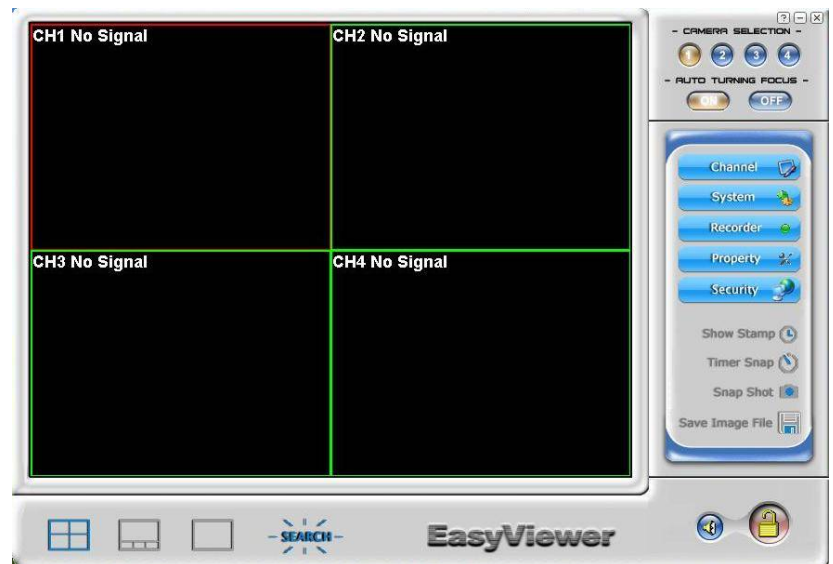 CH1 No Signal
CH2 No Signal
CH3 No Signal
CH4 No Signal
? – X
- CAMERA SELECTION -
1 2 3 4
- AUTO TURNING FOCUS -
ON OFF
Channel
System
Recorder
Property
Security
Show Stamp
Timer Snap
Snap Shot
Save Image File
- SEARCH -
EasyViewer